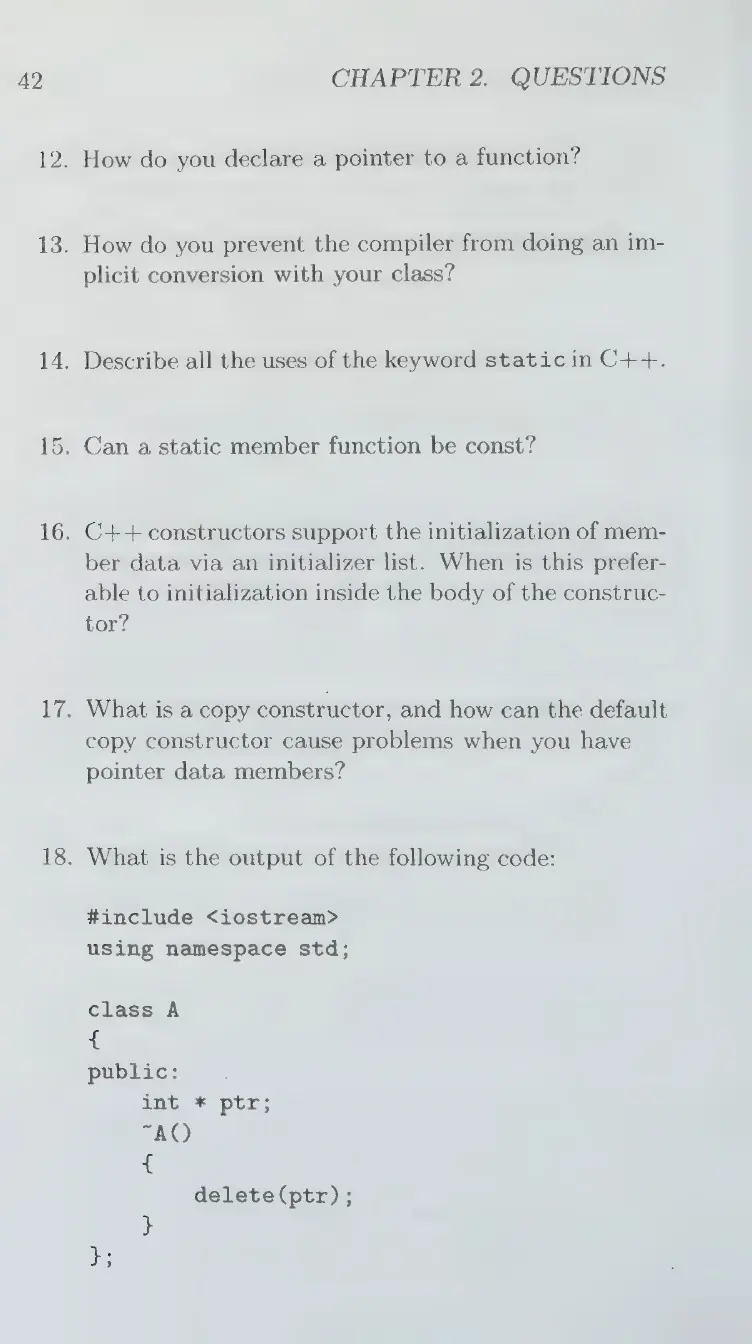 42 CHAPTER 2. QUESTIONS
12. How do you declare a pointer to a function?
13. How do you prevent the compiler from doing an im-
plicit conversion with your class?
14. Describe all the uses of the keyword static in C++.
15. Can a static member function be const?
16. C++ constructors support the initialization of mem-
ber data via an initializer list. When is this prefer-
able to initialization inside the body of the construc-
tor?
17. What is a copy constructor, and how can the default
copy constructor cause problems when you have
pointer data members?
18. What is the output of the following code:
#include <iostream>
using namespace std;
class A
{
public:
    int * ptr;
    ~A()
    {
        delete(ptr);
    }
};